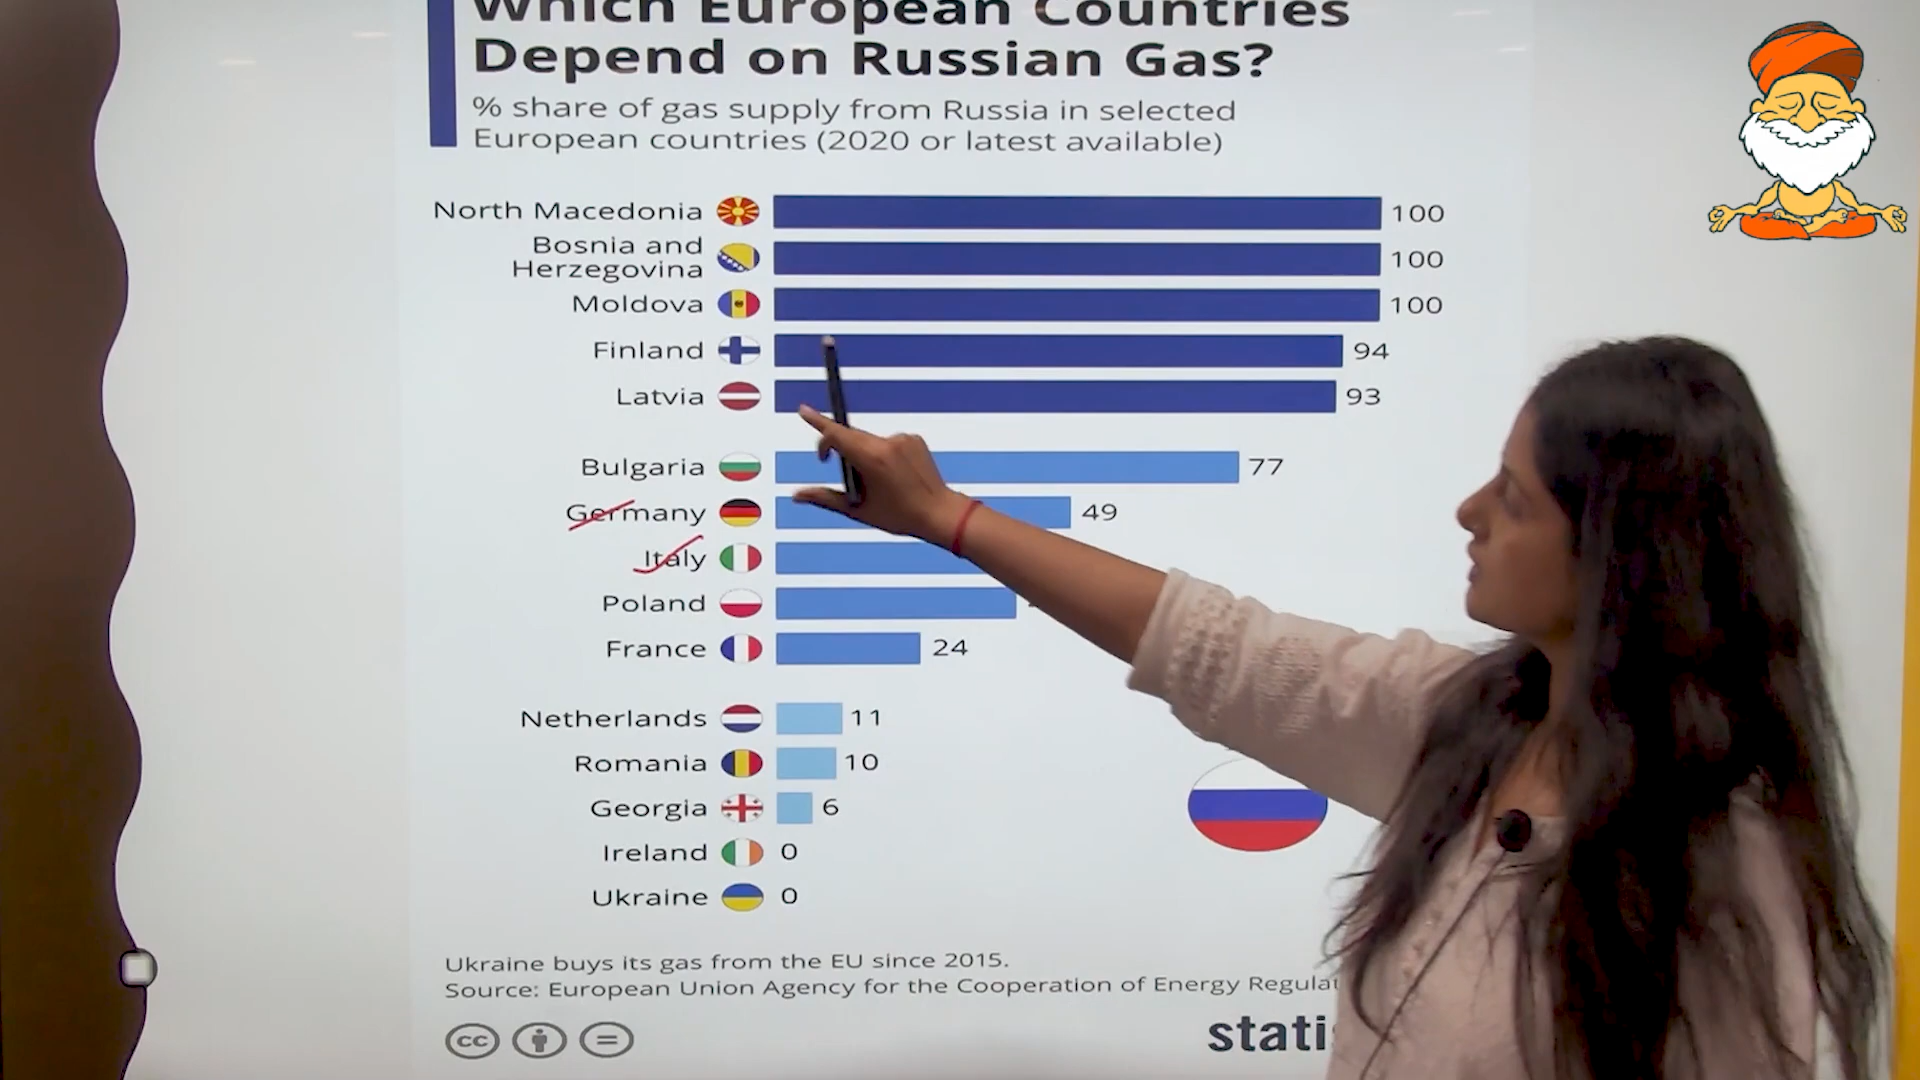 Which European Countries
Depend on Russian Gas?
% share of gas supply from Russia in selected
European countries (2020 or latest available)
North Macedonia 100
Bosnia and
Herzegovina 100
Moldova 100
Finland 94
Latvia 93
Bulgaria 77
Germany 49
Italy
Poland
France 24
Netherlands 11
Romania 10
Georgia 6
Ireland 0
Ukraine 0
Ukraine buys its gas from the EU since 2015.
Source: European Union Agency for the Cooperation of Energy
cc